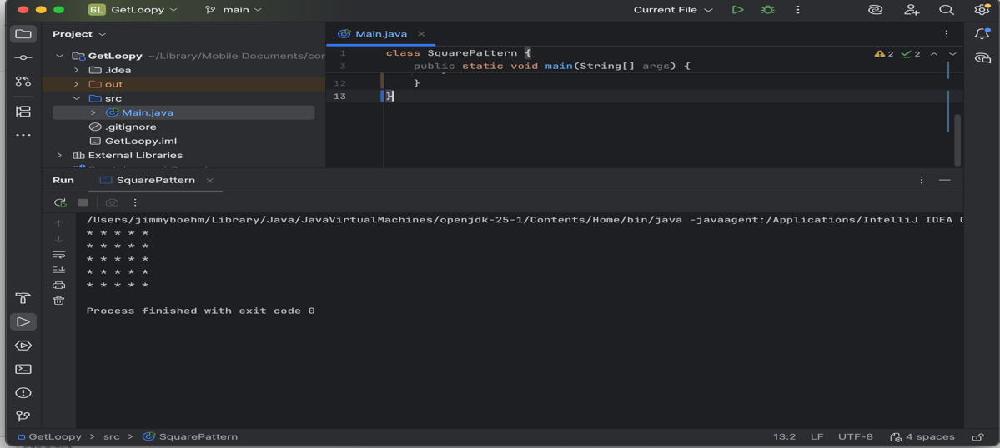 GL GetLoopy main Current File
Project
Main.java
GetLoopy ~/Library/Mobile Documents/cor
.idea
out
src
Main.java
.gitignore
GetLoopy.iml
External Libraries
1 class SquarePattern {
2 2
3 public static void main(String[] args) {
12 }
13 }
Run SquarePattern
/Users/jimmyboehm/Library/Java/JavaVirtualMachines/openjdk-25-1/Contents/Home/bin/java -javaagent:/Applications/IntelliJ IDEA C
* * * * *
* * * * *
* * * * *
* * * * *
* * * * *
Process finished with exit code 0
GetLoopy > src > SquarePattern 13:2 LF UTF-8 4 spaces